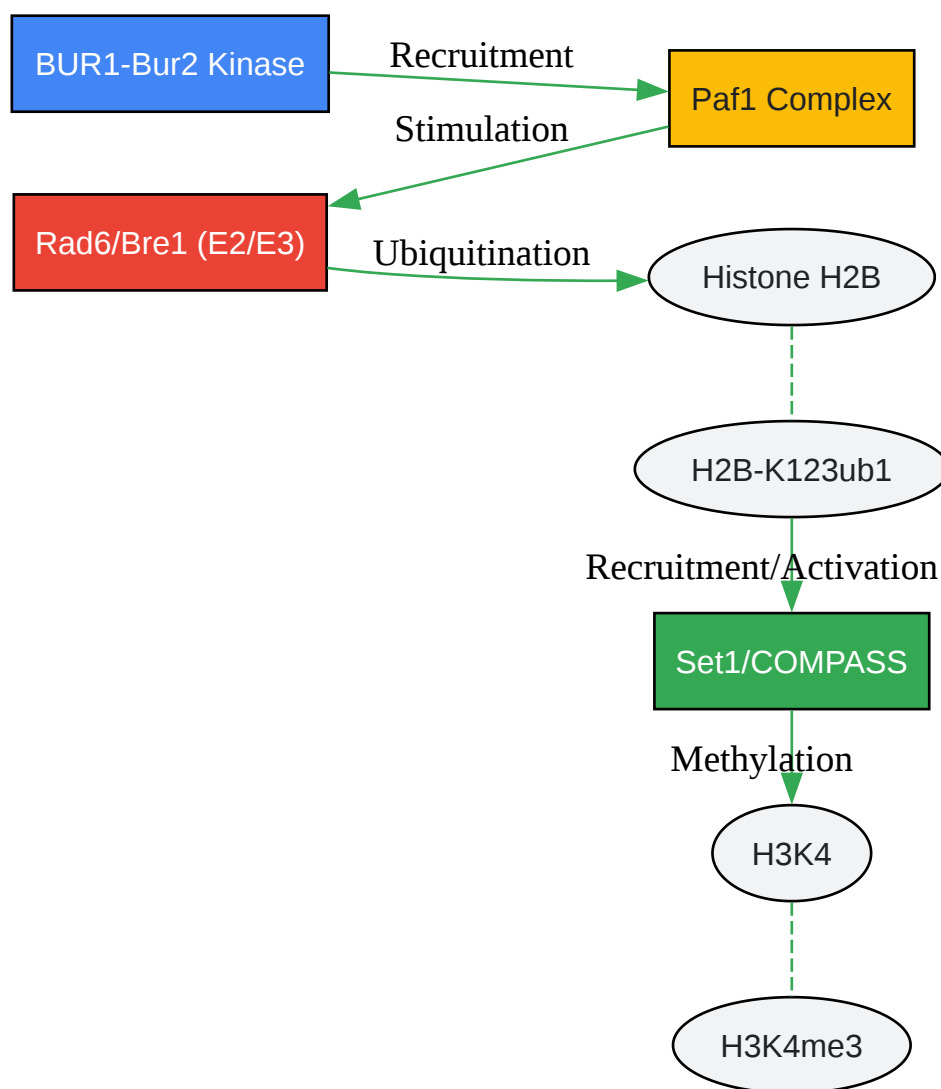 BUR1-Bur2 Kinase
Recruitment
Paf1 Complex
Stimulation
Rad6/Bre1 (E2/E3)
Ubiquitination
Histone H2B
H2B-K123ub1
Recruitment/Activation
Set1/COMPASS
Methylation
H3K4
H3K4me3